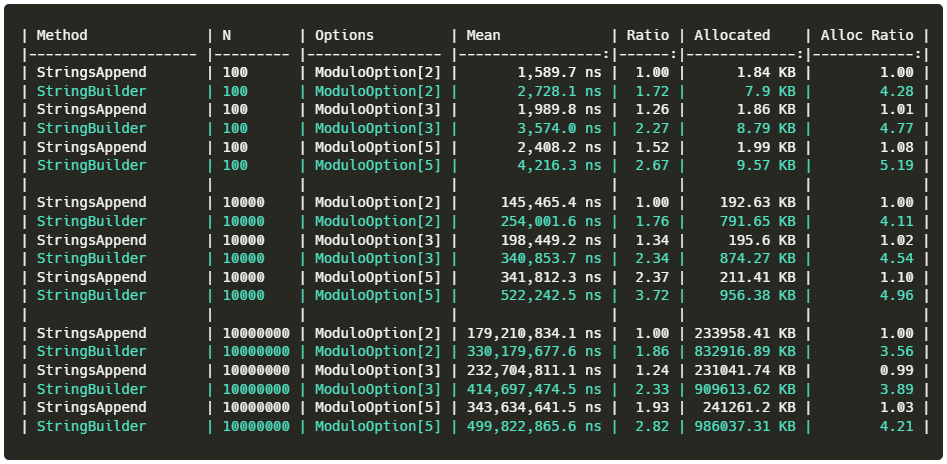 | Method              | N        | Options         | Mean             | Ratio | Allocated    | Alloc Ratio |
|-------------------- |--------- |---------------- |-----------------:|------:|-------------:|------------:|
| StringsAppend       | 100      | ModuloOption[2] |       1,589.7 ns |  1.00 |      1.84 KB |        1.00 |
| StringBuilder       | 100      | ModuloOption[2] |       2,728.1 ns |  1.72 |       7.9 KB |        4.28 |
| StringsAppend       | 100      | ModuloOption[3] |       1,989.8 ns |  1.26 |      1.86 KB |        1.01 |
| StringBuilder       | 100      | ModuloOption[3] |       3,574.0 ns |  2.27 |      8.79 KB |        4.77 |
| StringsAppend       | 100      | ModuloOption[5] |       2,408.2 ns |  1.52 |      1.99 KB |        1.08 |
| StringBuilder       | 100      | ModuloOption[5] |       4,216.3 ns |  2.67 |      9.57 KB |        5.19 |
|                     |          |                 |                  |       |              |             |
| StringsAppend       | 10000    | ModuloOption[2] |     145,465.4 ns |  1.00 |    192.63 KB |        1.00 |
| StringBuilder       | 10000    | ModuloOption[2] |     254,001.6 ns |  1.76 |    791.65 KB |        4.11 |
| StringsAppend       | 10000    | ModuloOption[3] |     198,449.2 ns |  1.34 |     195.6 KB |        1.02 |
| StringBuilder       | 10000    | ModuloOption[3] |     340,853.7 ns |  2.34 |    874.27 KB |        4.54 |
| StringsAppend       | 10000    | ModuloOption[5] |     341,812.3 ns |  2.37 |    211.41 KB |        1.10 |
| StringBuilder       | 10000    | ModuloOption[5] |     522,242.5 ns |  3.72 |    956.38 KB |        4.96 |
|                     |          |                 |                  |       |              |             |
| StringsAppend       | 10000000 | ModuloOption[2] | 179,210,834.1 ns |  1.00 | 233958.41 KB |        1.00 |
| StringBuilder       | 10000000 | ModuloOption[2] | 330,179,677.6 ns |  1.86 | 832916.89 KB |        3.56 |
| StringsAppend       | 10000000 | ModuloOption[3] | 232,704,811.1 ns |  1.24 | 231041.74 KB |        0.99 |
| StringBuilder       | 10000000 | ModuloOption[3] | 414,697,474.5 ns |  2.33 | 909613.62 KB |        3.89 |
| StringsAppend       | 10000000 | ModuloOption[5] | 343,634,641.5 ns |  1.93 |  241261.2 KB |        1.03 |
| StringBuilder       | 10000000 | ModuloOption[5] | 499,822,865.6 ns |  2.82 | 986037.31 KB |        4.21 |